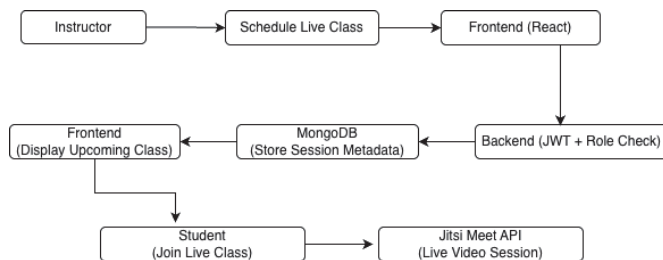 Instructor
Schedule Live Class
Frontend (React)
Backend (JWT + Role Check)
MongoDB
(Store Session Metadata)
Frontend
(Display Upcoming Class)
Student
(Join Live Class)
Jitsi Meet API
(Live Video Session)